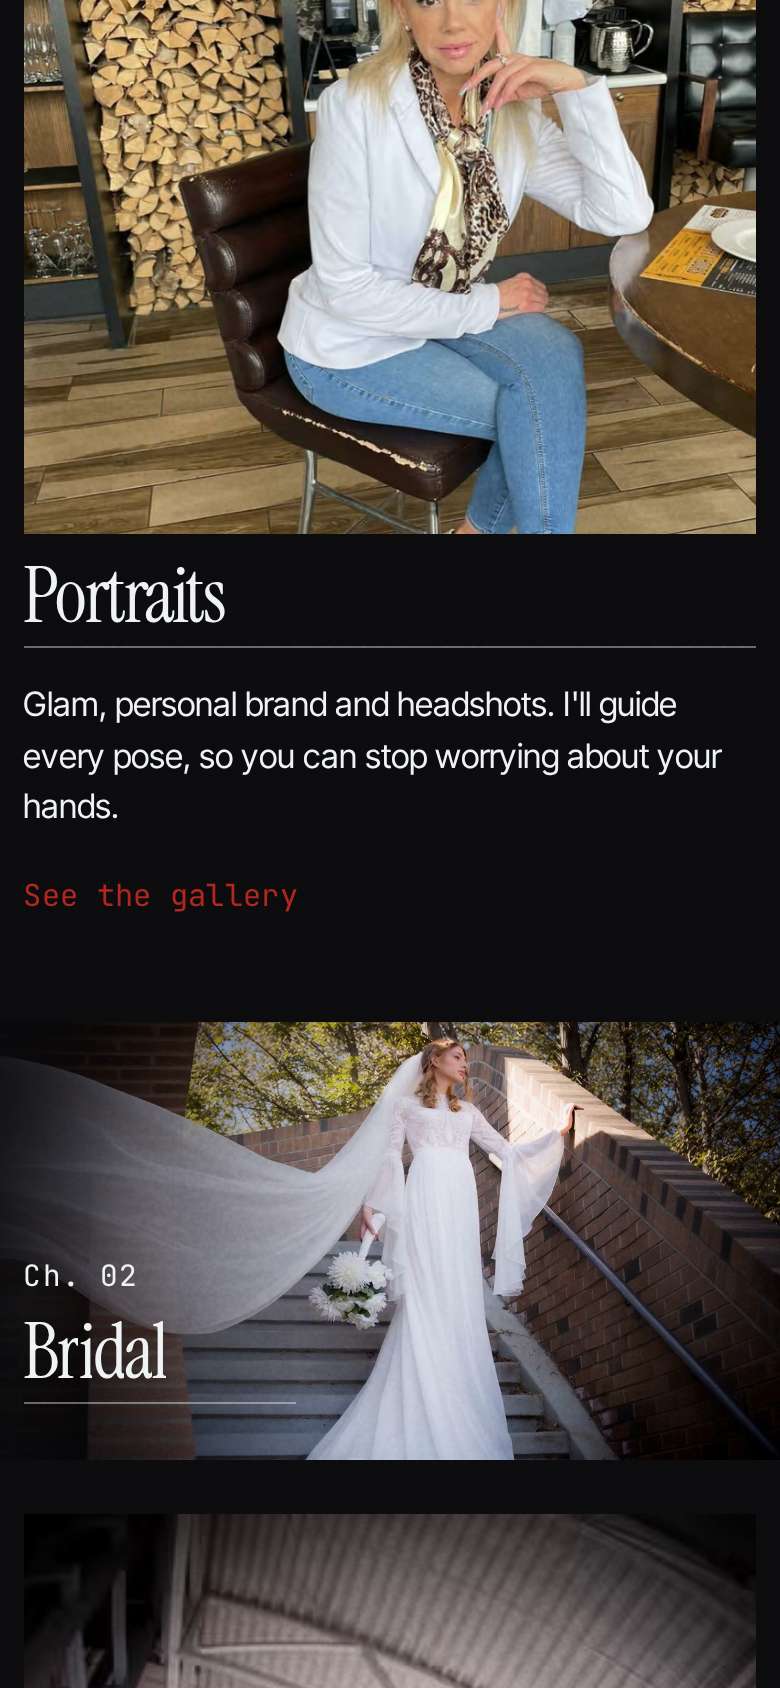 Portraits
Glam, personal brand and headshots. I'll guide
every pose, so you can stop worrying about your
hands.
See the gallery
Ch. 02
Bridal